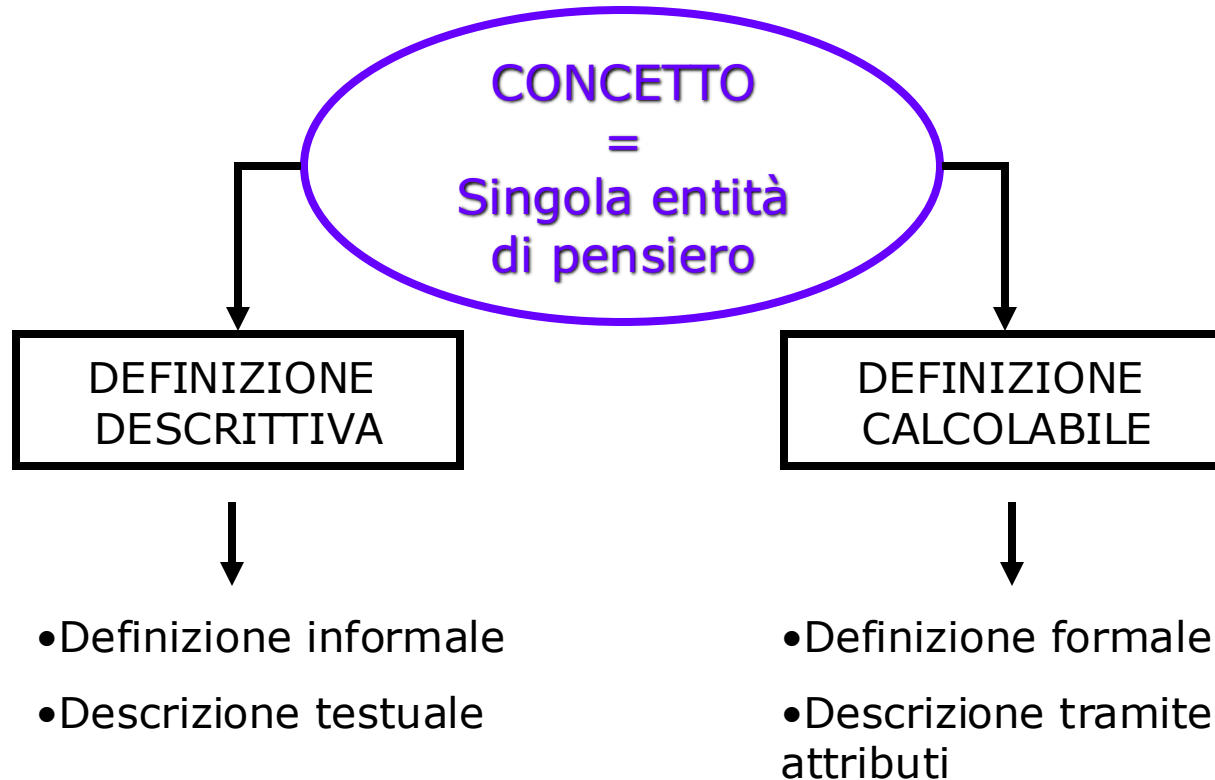 CONCETTO
=
Singola entità
di pensiero
DEFINIZIONE
DESCRITTIVA
DEFINIZIONE
CALCOLABILE
•Definizione informale
•Descrizione testuale
•Definizione formale
•Descrizione tramite
attributi